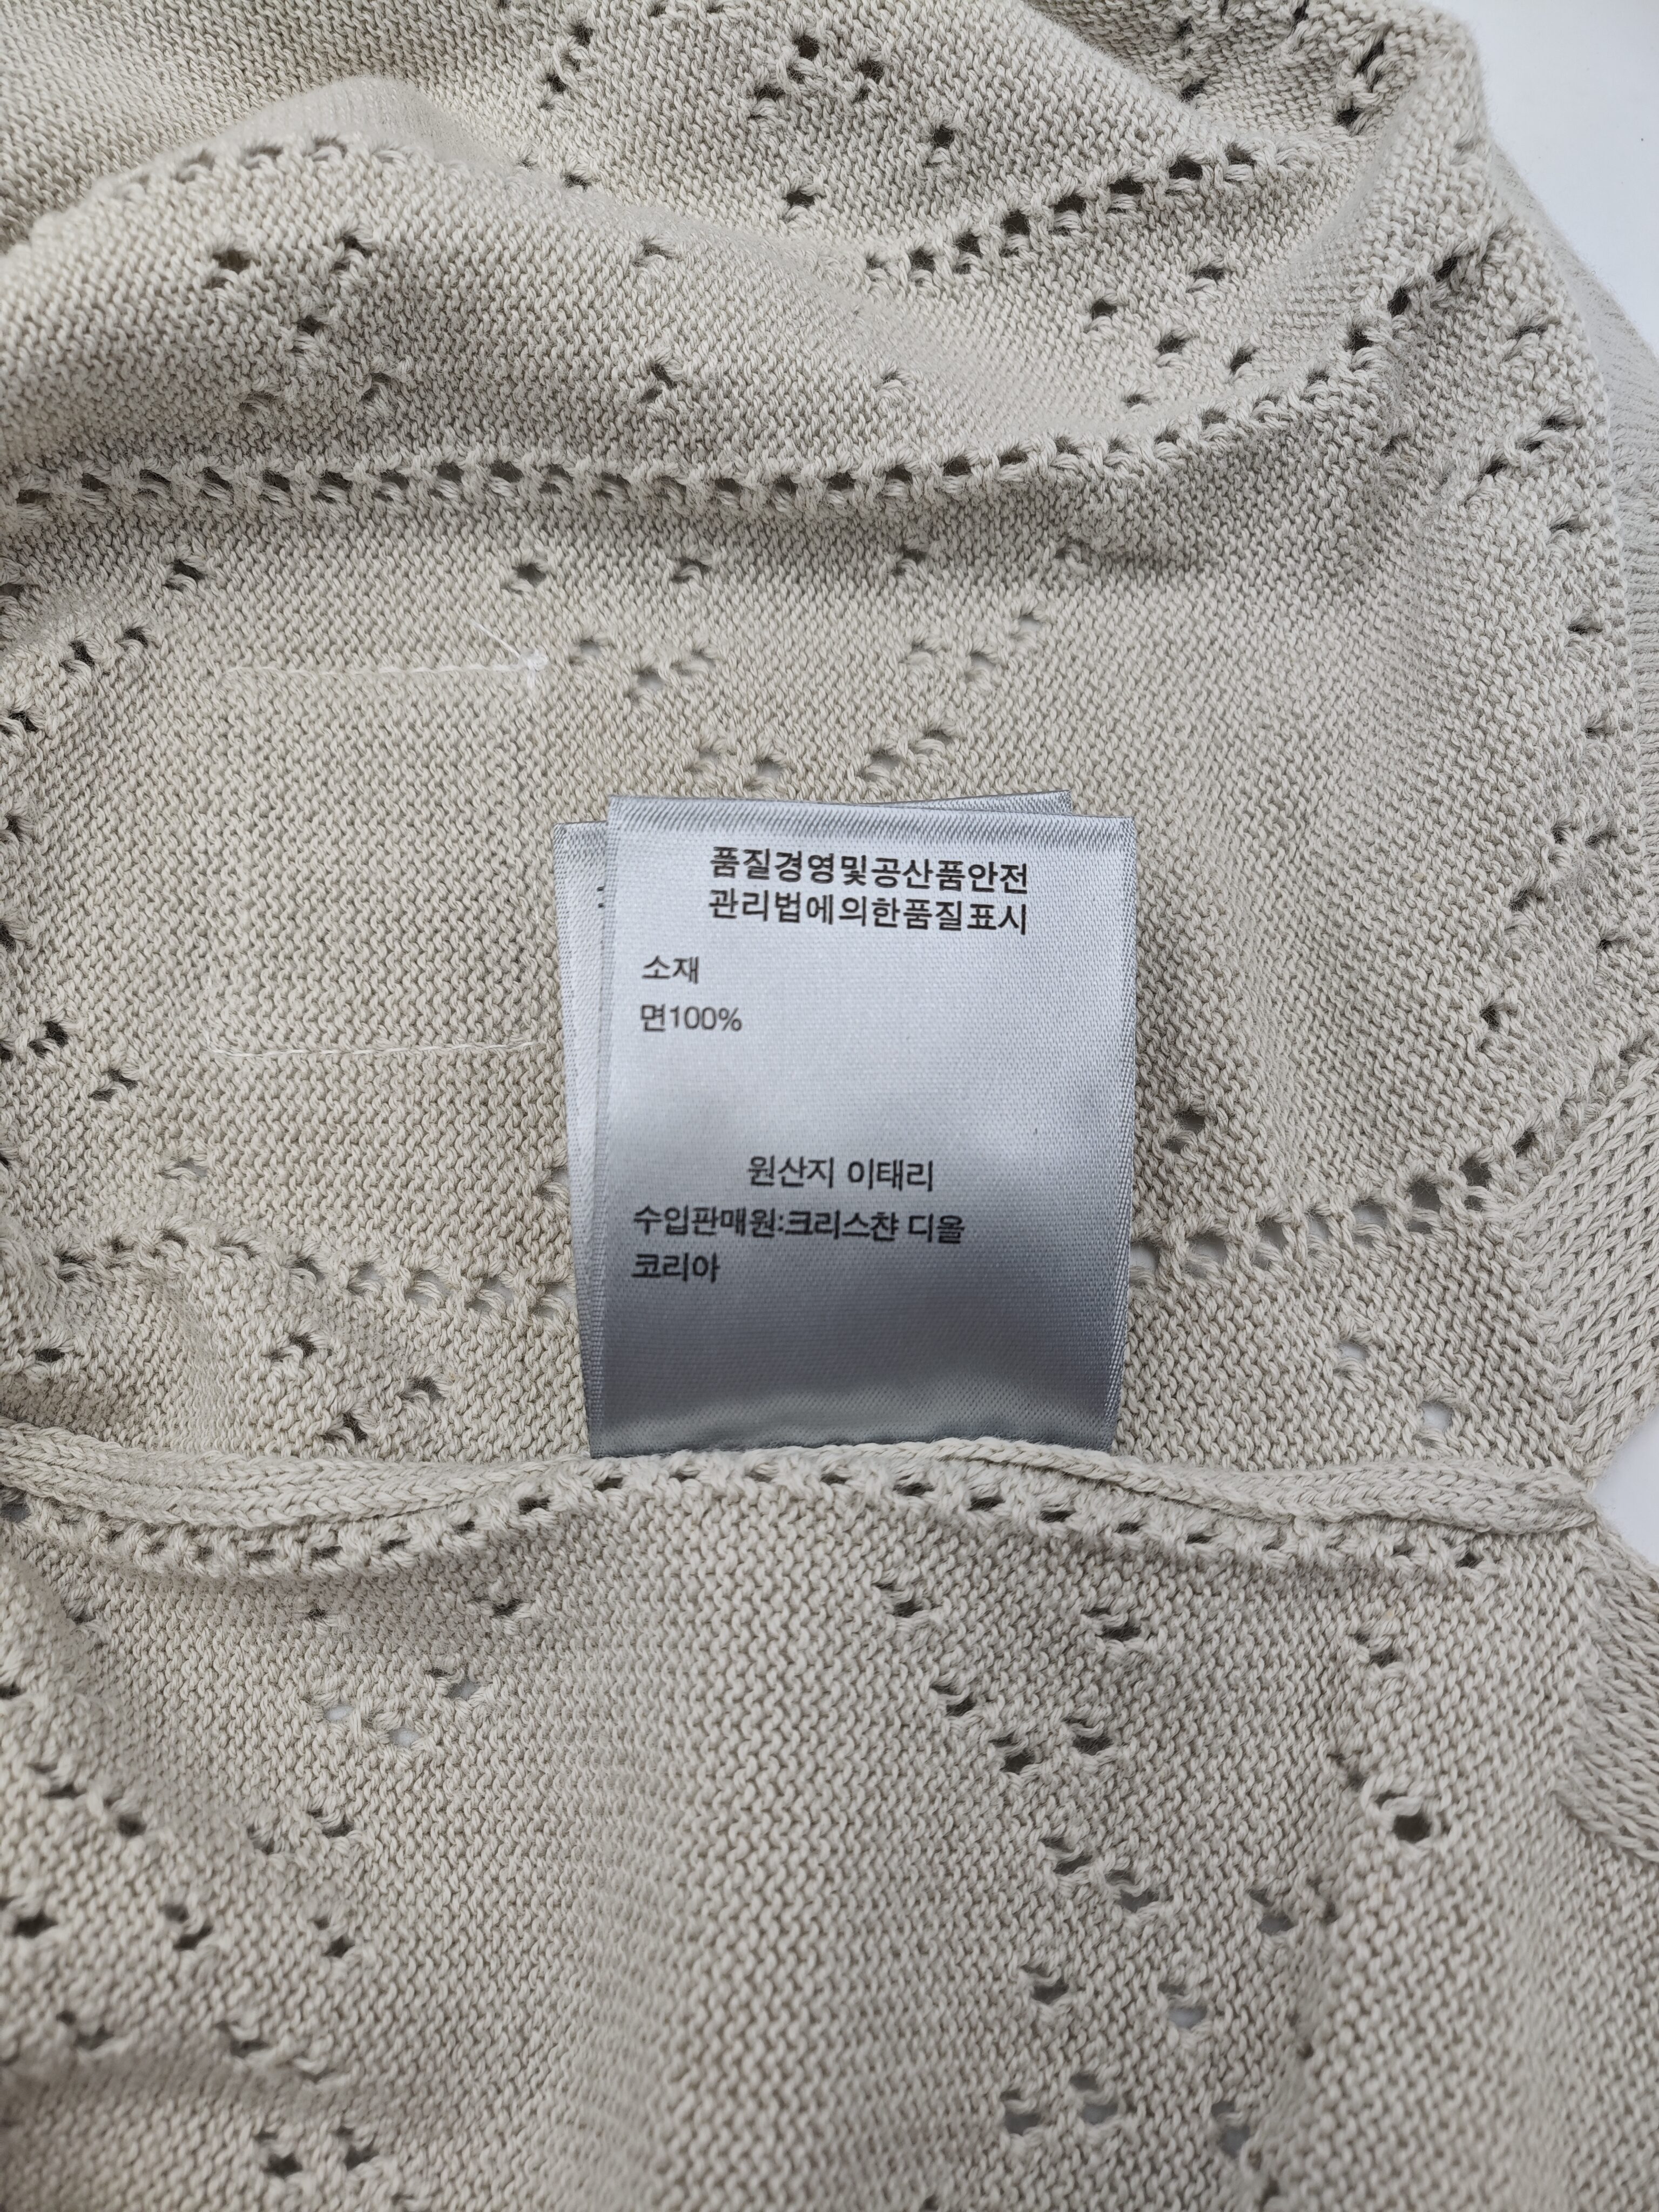 품질경영및공산품안전
관리법에의한품질표시
소재
면100%
원산지 이태리
수입판매원:크리스챤 디올
코리아